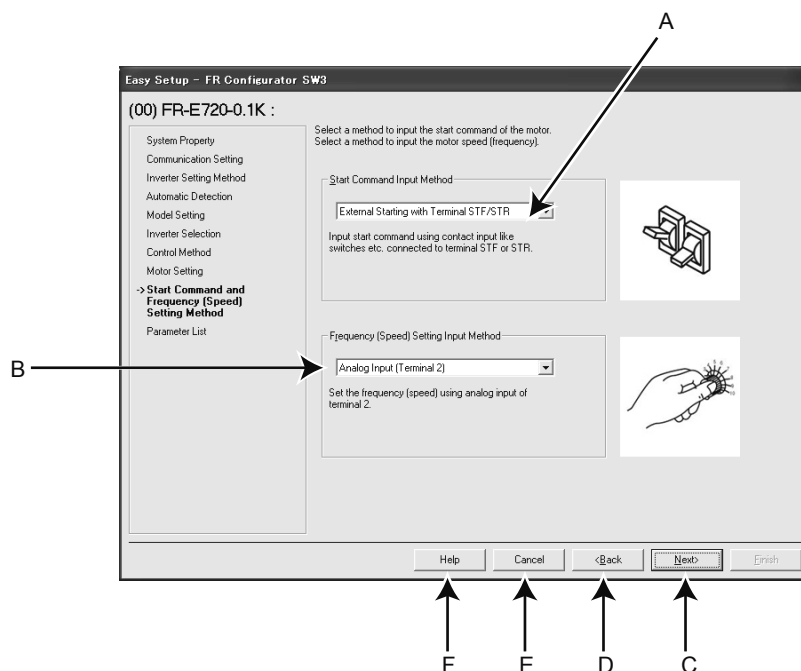 A
Easy Setup - FR Configurator SW3
(00) FR-E720-0.1K :
System Property
Communication Setting
Inverter Setting Method
Automatic Detection
Model Setting
Inverter Selection
Control Method
Motor Setting
-> Start Command and
Frequency (Speed)
Setting Method
Parameter List
Select a method to input the start command of the motor.
Select a method to input the motor speed (frequency).
Start Command Input Method
External Starting with Terminal STF/STR
Input start command using contact input like
switches etc. connected to terminal STF or STR.
B
Frequency (Speed) Setting Input Method
Analog Input (Terminal 2)
Set the frequency (speed) using analog input of
terminal 2.
Help
Cancel
<Back
Next>
Finish
F
E
D
C